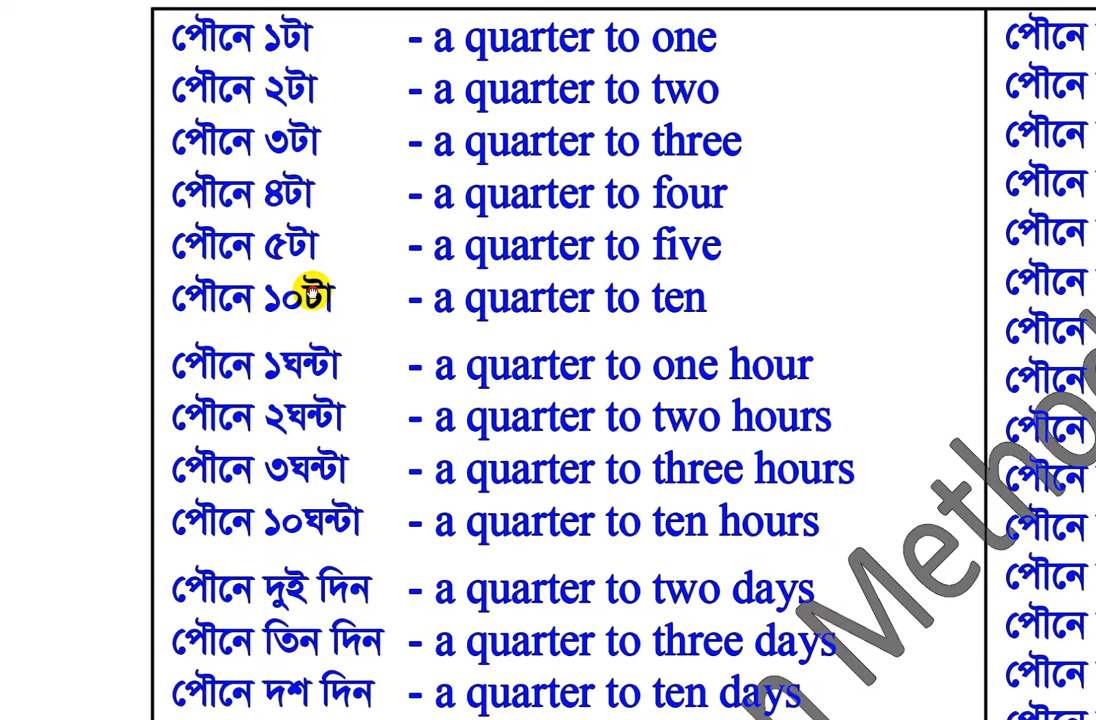 পৌনে ১টা - a quarter to one
পৌনে ২টা - a quarter to two
পৌনে ৩টা - a quarter to three
পৌনে ৪টা - a quarter to four
পৌনে ৫টা - a quarter to five
পৌনে ১০টা - a quarter to ten
পৌনে ১ঘন্টা - a quarter to one hour
পৌনে ২ঘন্টা - a quarter to two hours
পৌনে ৩ঘন্টা - a quarter to three hours
পৌনে ১০ঘন্টা - a quarter to ten hours
পৌনে দুই দিন - a quarter to two days
পৌনে তিন দিন - a quarter to three days
পৌনে দশ দিন - a quarter to ten days
পৌনে
পৌনে
পৌনে
পৌনে
পৌনে
পৌনে
পৌনে
পৌনে
পৌনে
পৌনে
পৌনে
পৌনে
পৌনে
পৌনে